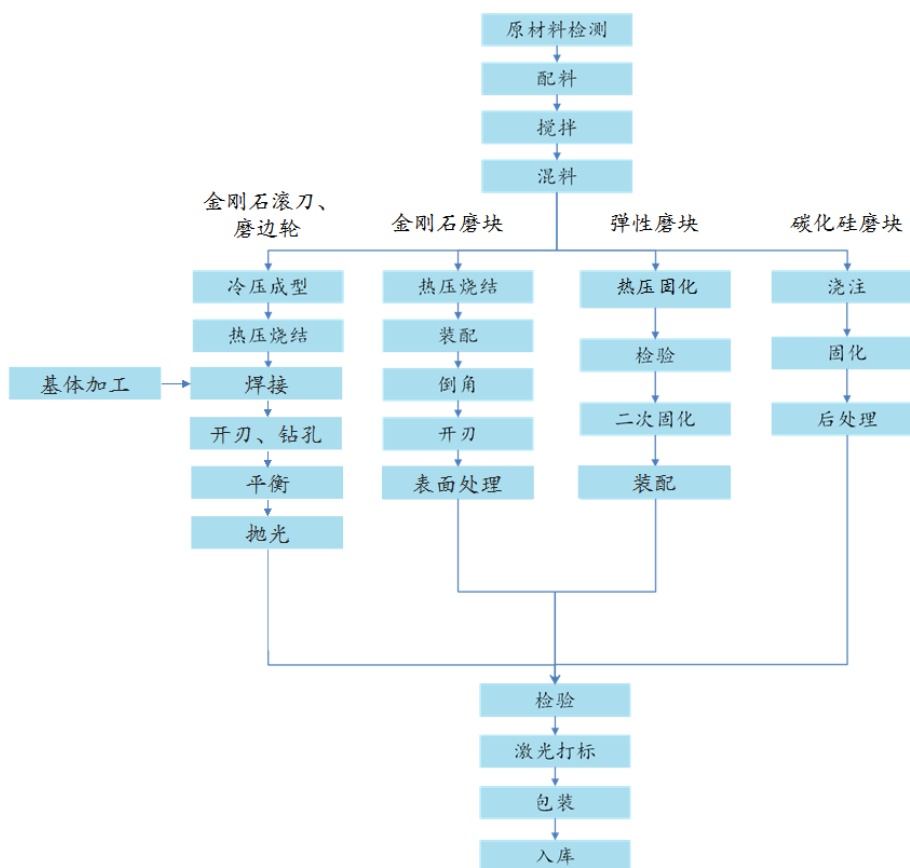 原材料检测
配料
搅拌
混料
金刚石滚刀、
磨边轮
金刚石磨块
弹性磨块
碳化硅磨块
冷压成型
热压烧结
热压固化
浇注
热压烧结
装配
检验
固化
基体加工
焊接
倒角
二次固化
后处理
开刃、钻孔
开刃
平衡
表面处理
装配
抛光
检验
激光打标
包装
入库